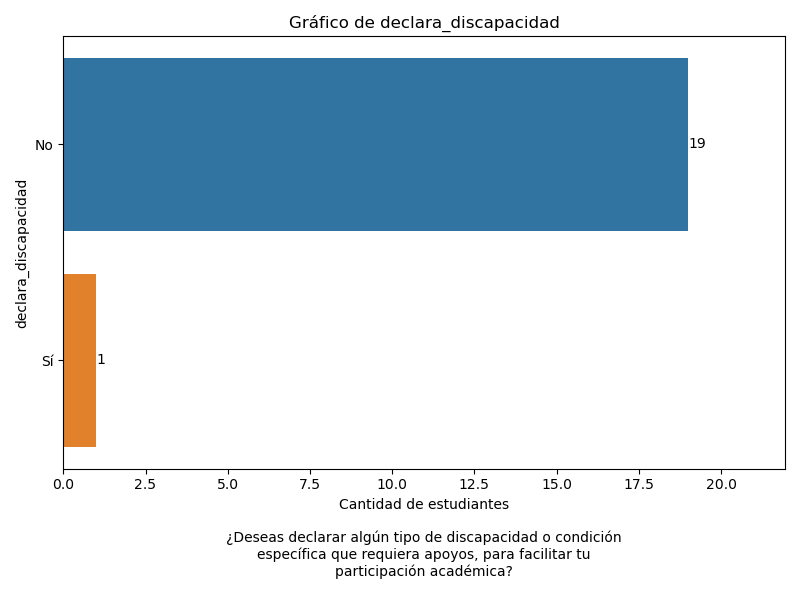 Gráfico de declara_discapacidad
declara_discapacidad
No
19
Sí
1
0.0 2.5 5.0 7.5 10.0 12.5 15.0 17.5 20.0
Cantidad de estudiantes
¿Deseas declarar algún tipo de discapacidad o condición
específica que requiera apoyos, para facilitar tu
participación académica?